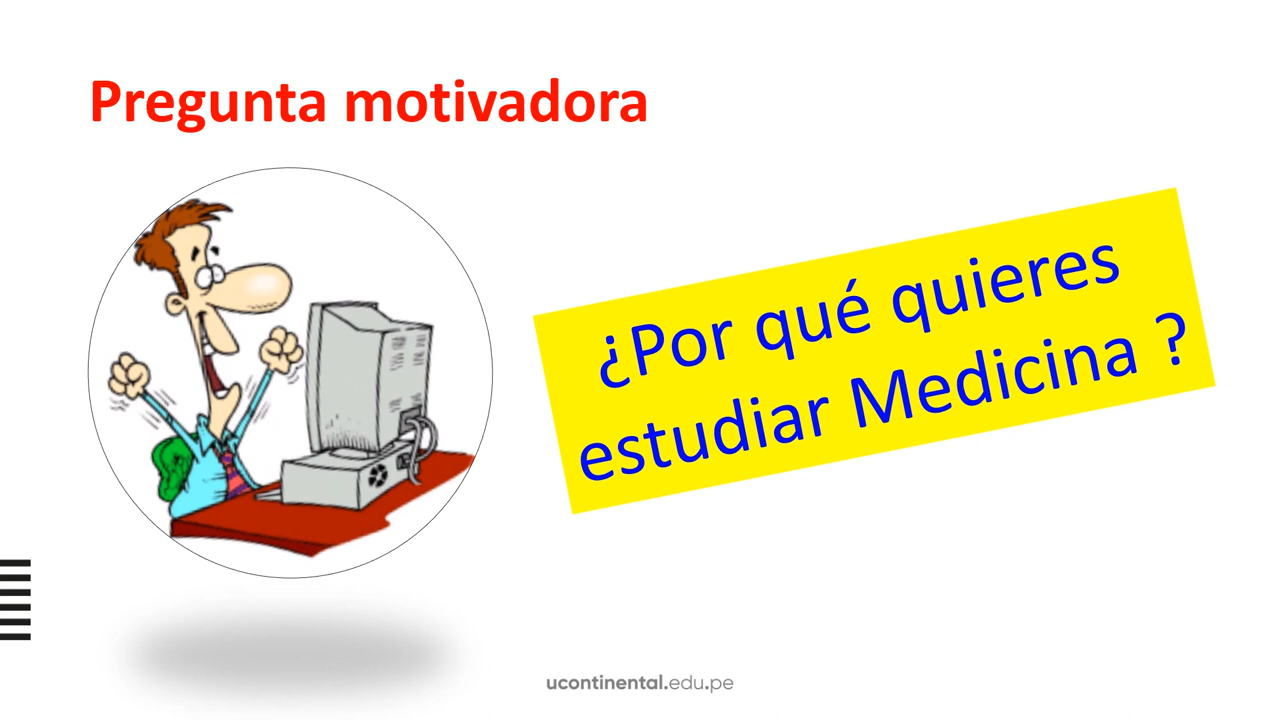 Pregunta motivadora
¿Por qué quieres
estudiar Medicina ?
ucontinental.edu.pe